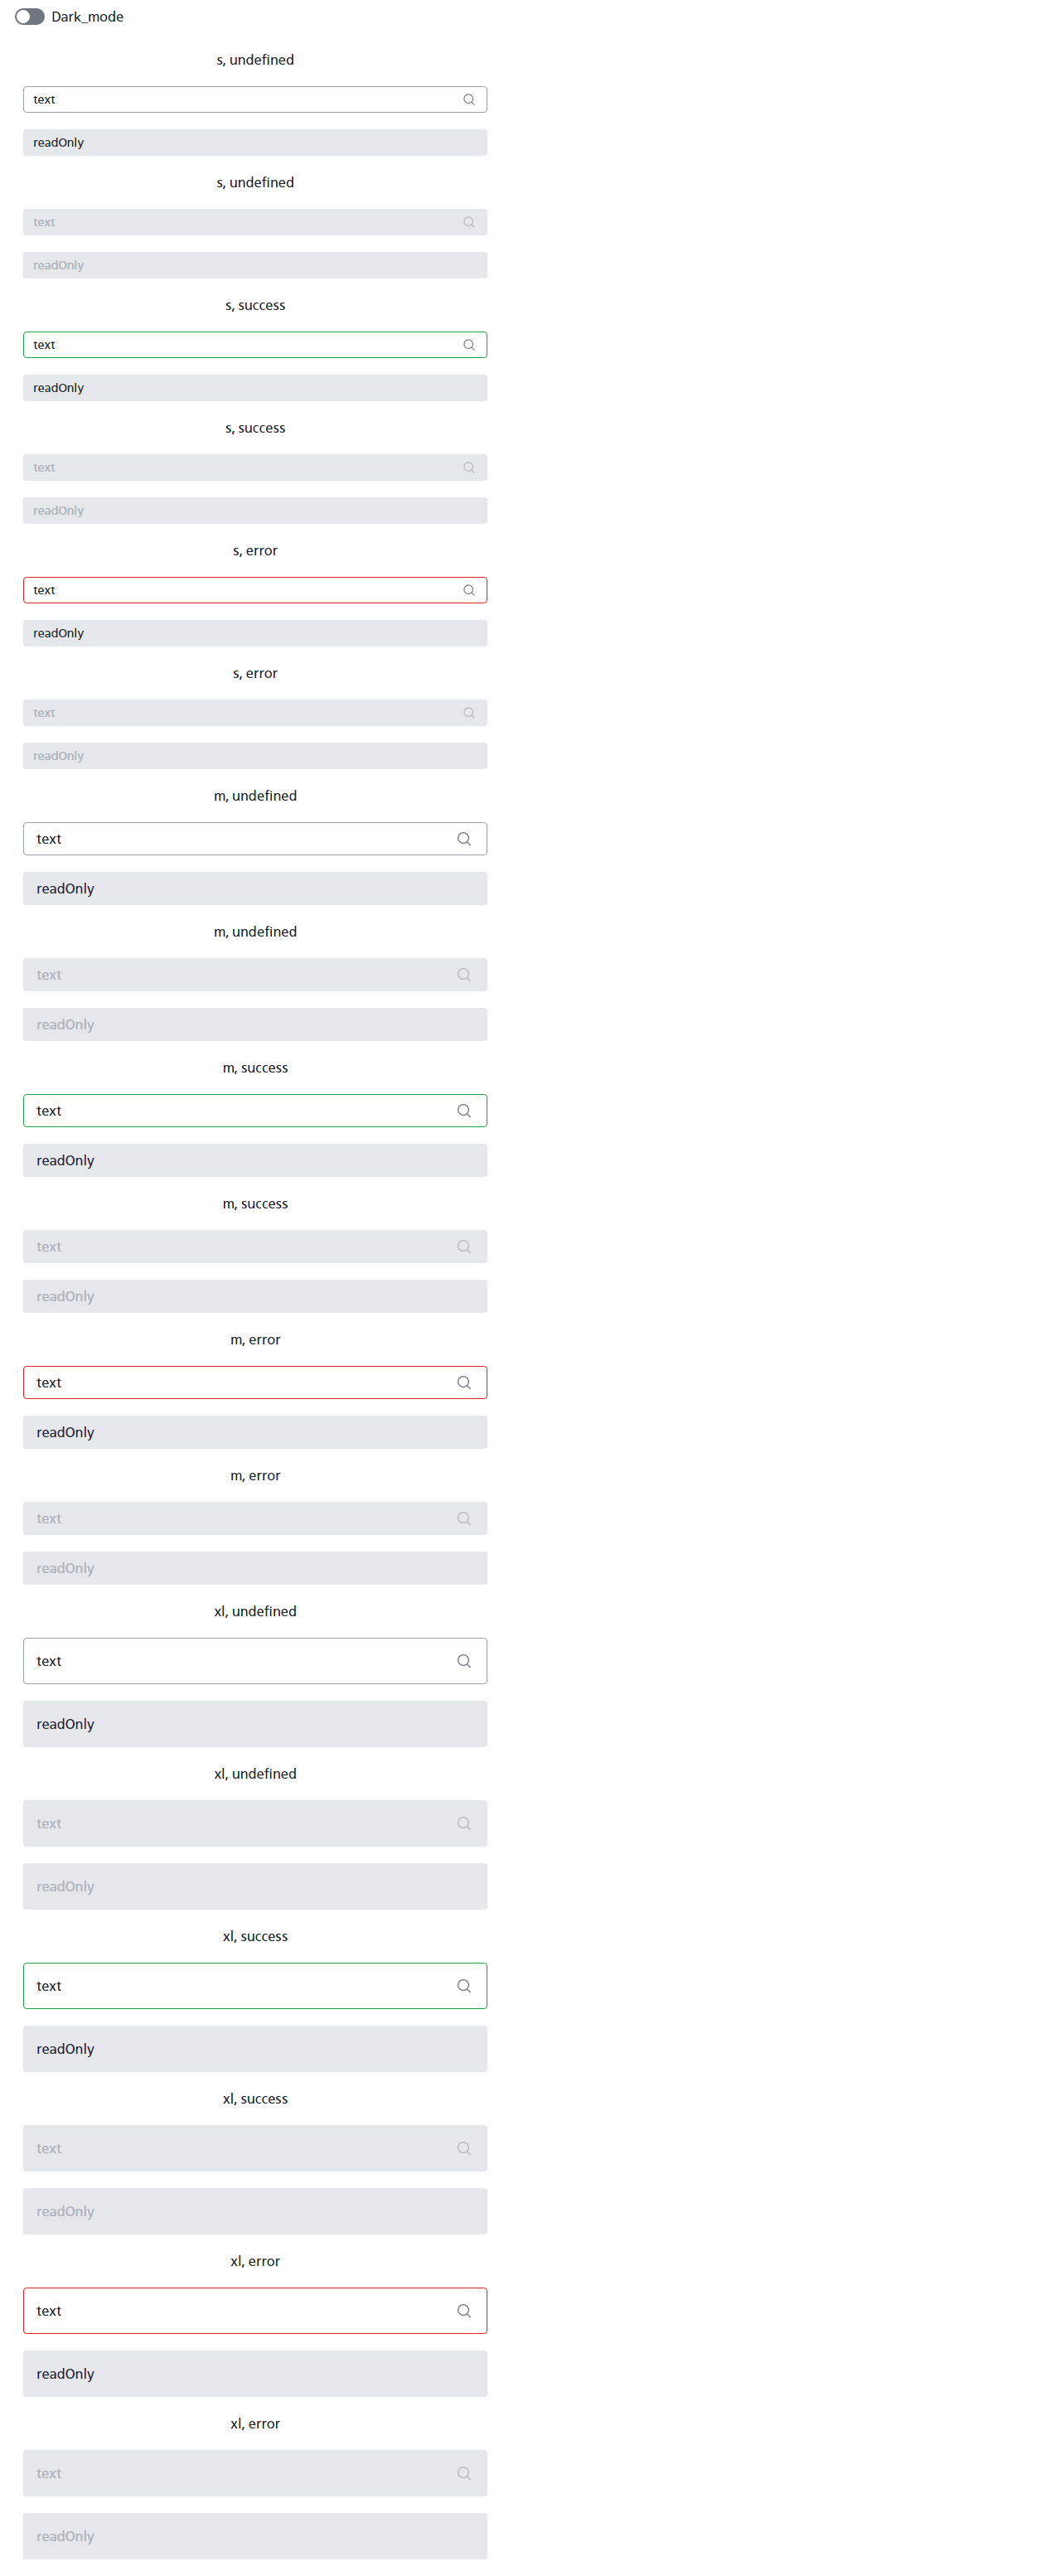 Dark_mode
s, undefined
text
readOnly
s, undefined
text
readOnly
s, success
text
readOnly
s, success
text
readOnly
s, error
text
readOnly
s, error
text
readOnly
m, undefined
text
readOnly
m, undefined
text
readOnly
m, success
text
readOnly
m, success
text
readOnly
m, error
text
readOnly
m, error
text
readOnly
xl, undefined
text
readOnly
xl, undefined
text
readOnly
xl, success
text
readOnly
xl, success
text
readOnly
xl, error
text
readOnly
xl, error
text
readOnly